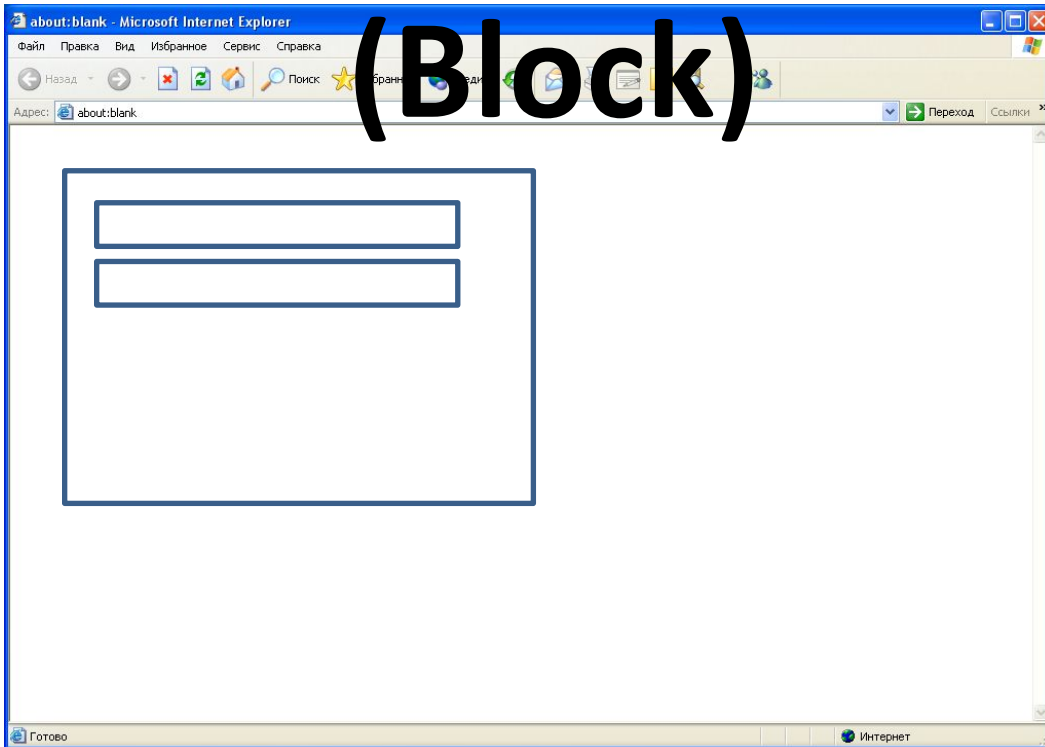 about:blank - Microsoft Internet Explorer
(Block)
Файл Правка Вид Избранное Сервис Справка
Назад Поиск
Адрес: about:blank Переход Ссылки »
Готово Интернет